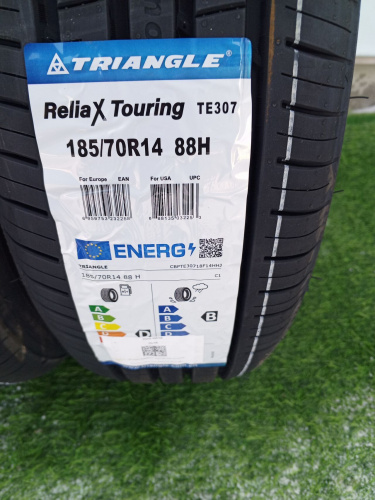 TRIANGLE
ReliaX Touring TE307
185/70R14 88H
For Europe EAN For USA UPC
ENERG
TRIANGLE CBPTE30718F14HHJ
185/70R14 88 H C1
A
B
C
D
A
B
C
B